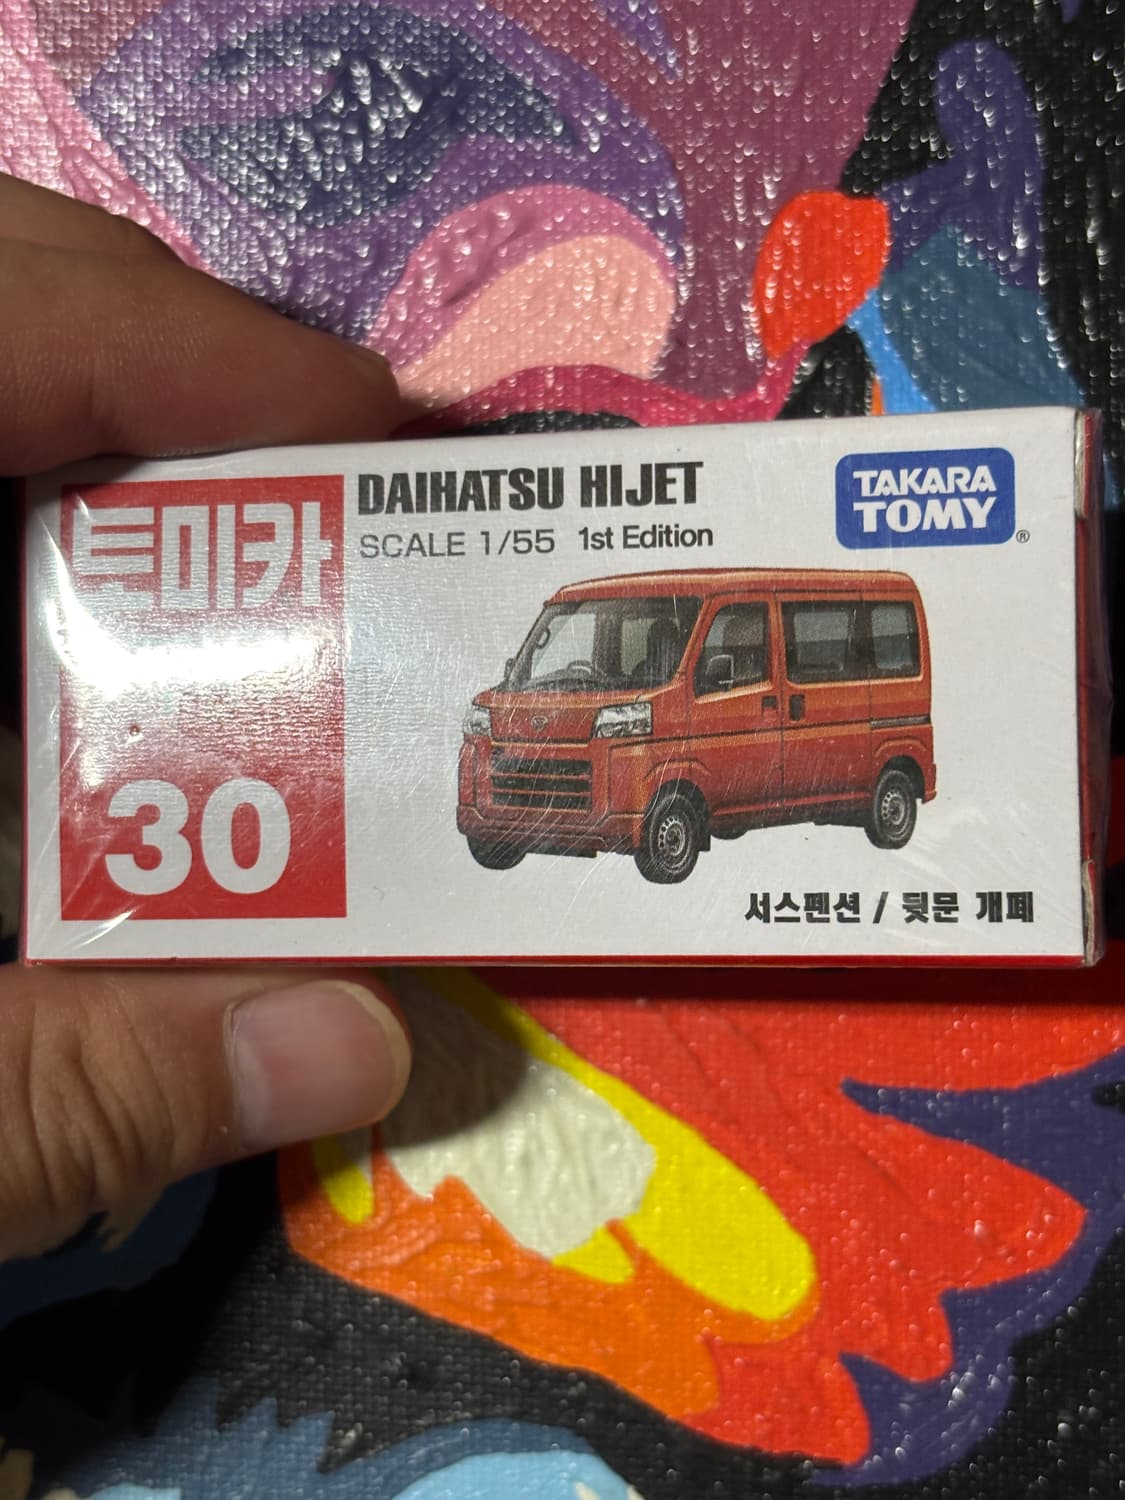 토미카
30
DAIHATSU HIJET
SCALE 1/55 1st Edition
TAKARA
TOMY®
서스펜션 / 뒷문 개폐